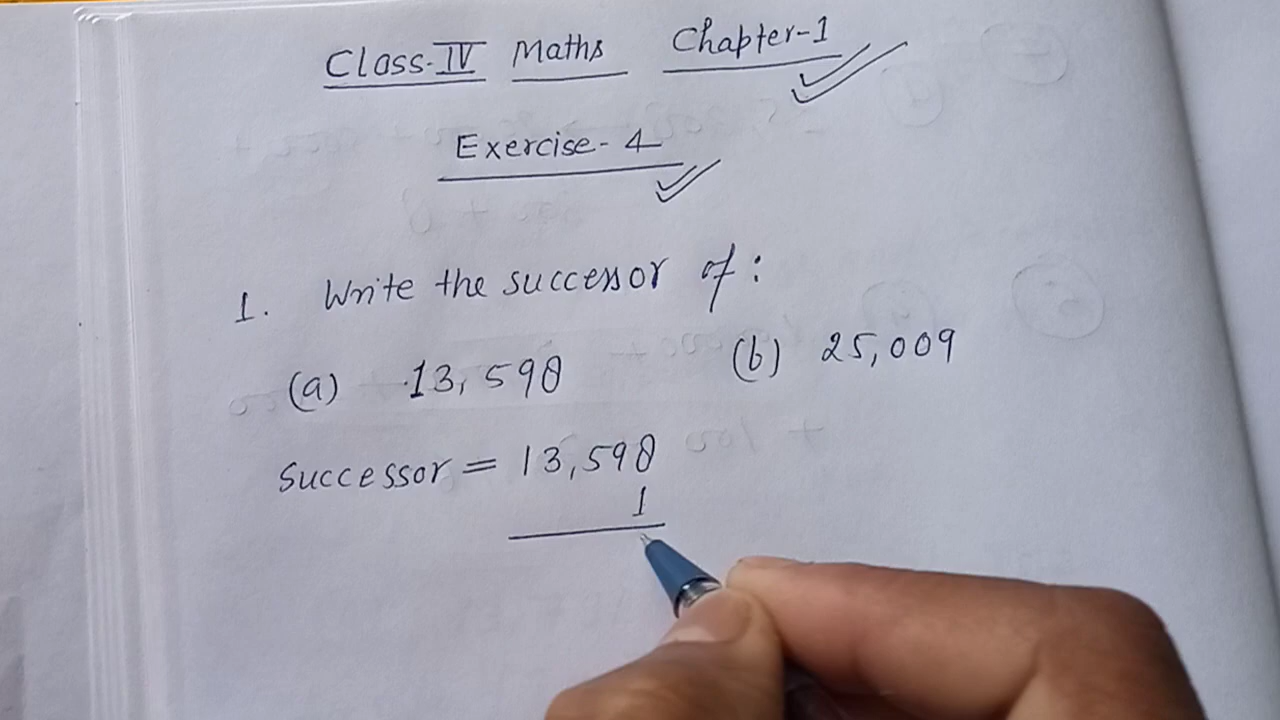 Class-IV Maths Chapter-1
Exercise-4
1. Write the successor of:
(a) 13,598 (b) 25,009
Successor = 13,598
1